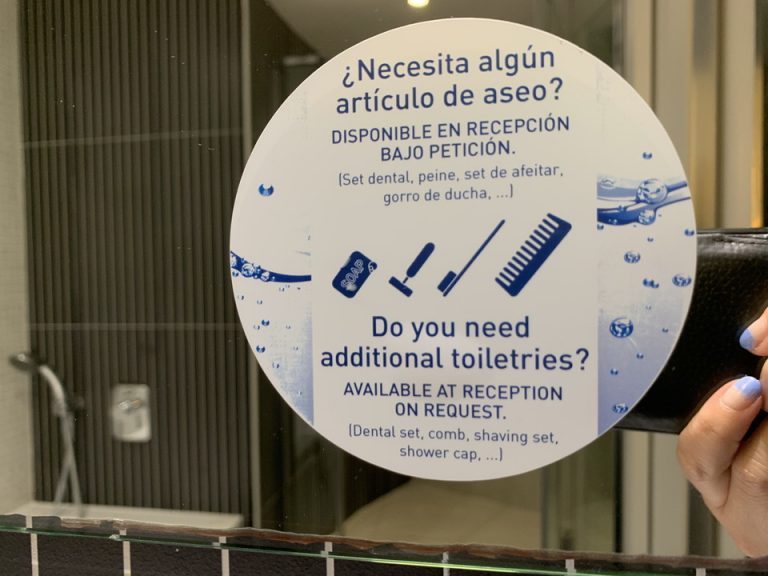 ¿Necesita algún
artículo de aseo?
DISPONIBLE EN RECEPCIÓN
BAJO PETICIÓN.
(Set dental, peine, set de afeitar,
gorro de ducha, ...)
SOAP
Do you need
additional toiletries?
AVAILABLE AT RECEPTION
ON REQUEST.
(Dental set, comb, shaving set,
shower cap, ...)